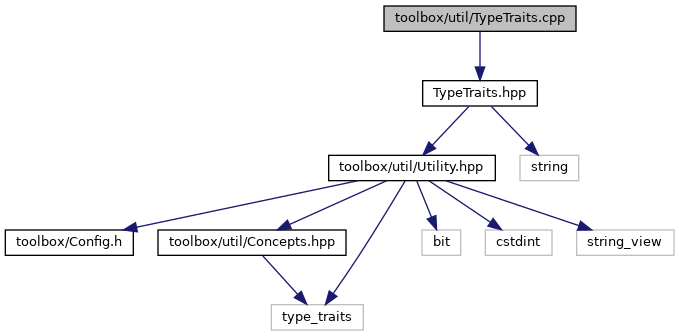 toolbox/util/TypeTraits.cpp
TypeTraits.hpp
toolbox/util/Utility.hpp
string
toolbox/Config.h
toolbox/util/Concepts.hpp
bit
cstdint
string_view
type_traits